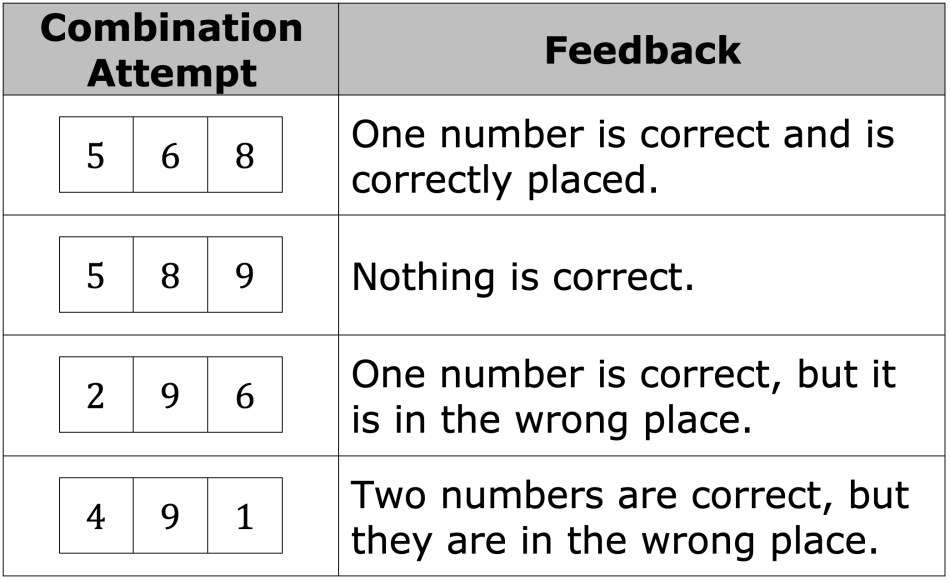 Combination
Attempt
Feedback
5 6 8
One number is correct and is
correctly placed.
5 8 9
Nothing is correct.
2 9 6
One number is correct, but it
is in the wrong place.
4 9 1
Two numbers are correct, but
they are in the wrong place.